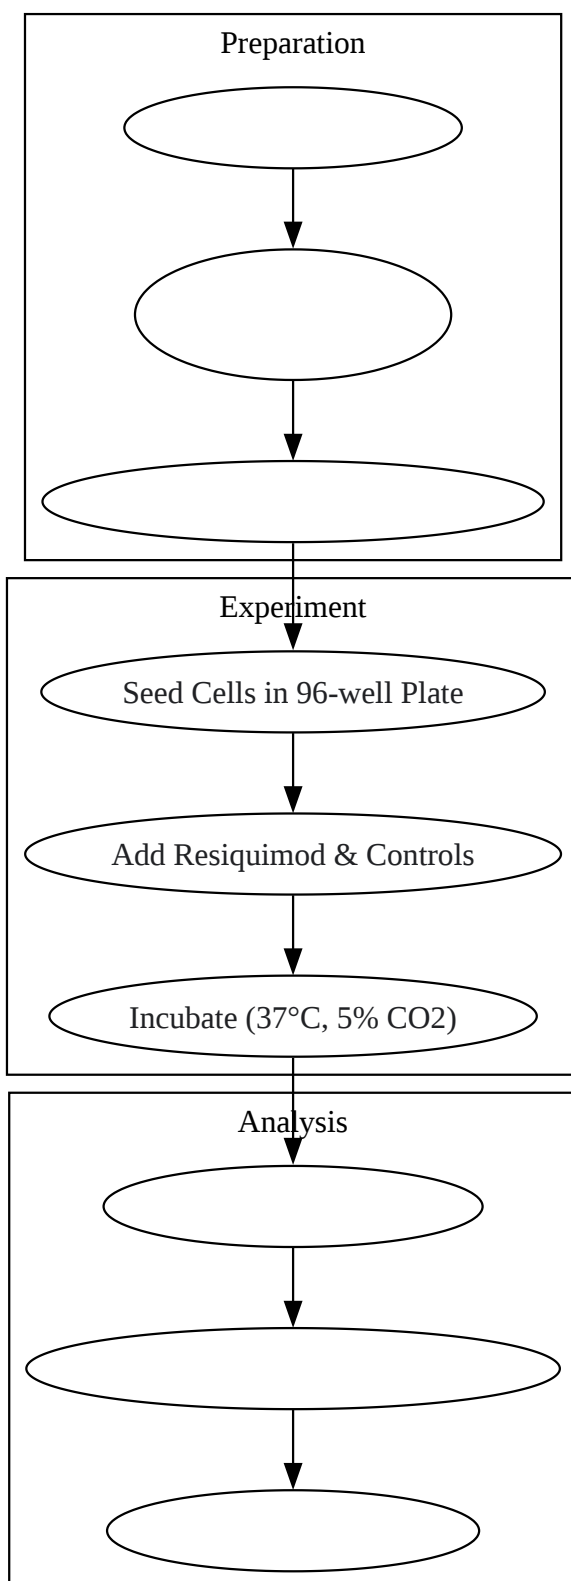 Preparation
Experiment
Seed Cells in 96-well Plate
Add Resiquimod & Controls
Incubate (37°C, 5% CO2)
Analysis